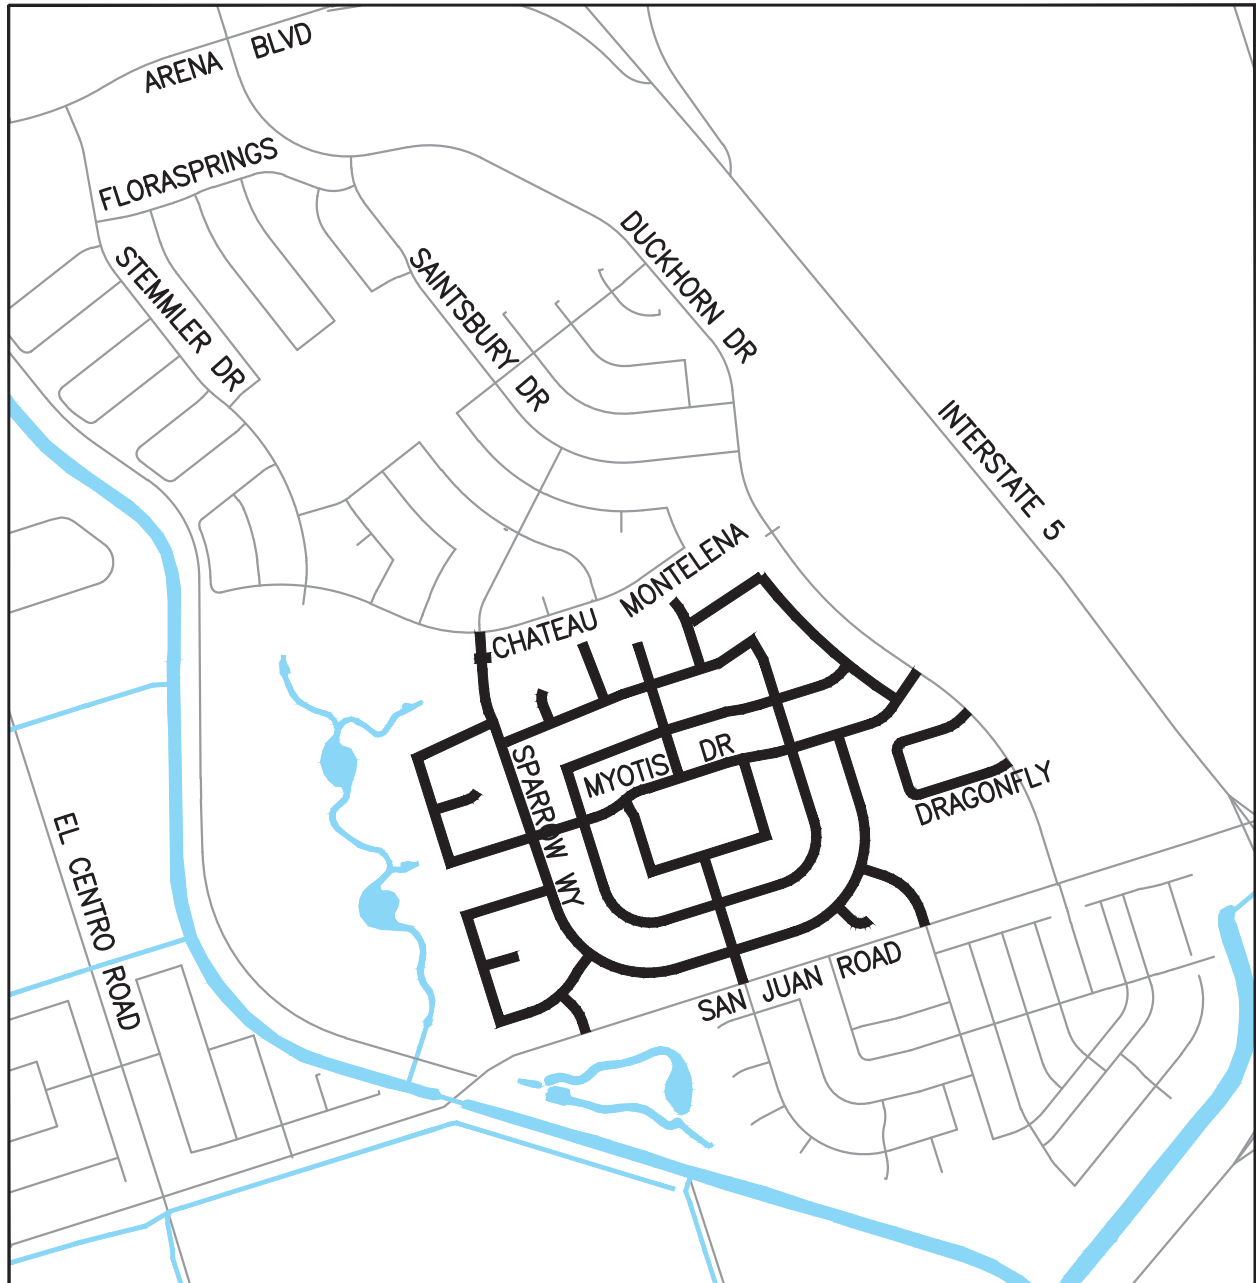 ARENA BLVD
FLORASPRINGS
STEMMLER DR
SAINTSBURY DR
DUCKHORN DR
INTERSTATE 5
CHATEAU MONTELENA
SPARROW WY
MYOTIS DR
DRAGONFLY
EL CENTRO ROAD
SAN JUAN ROAD